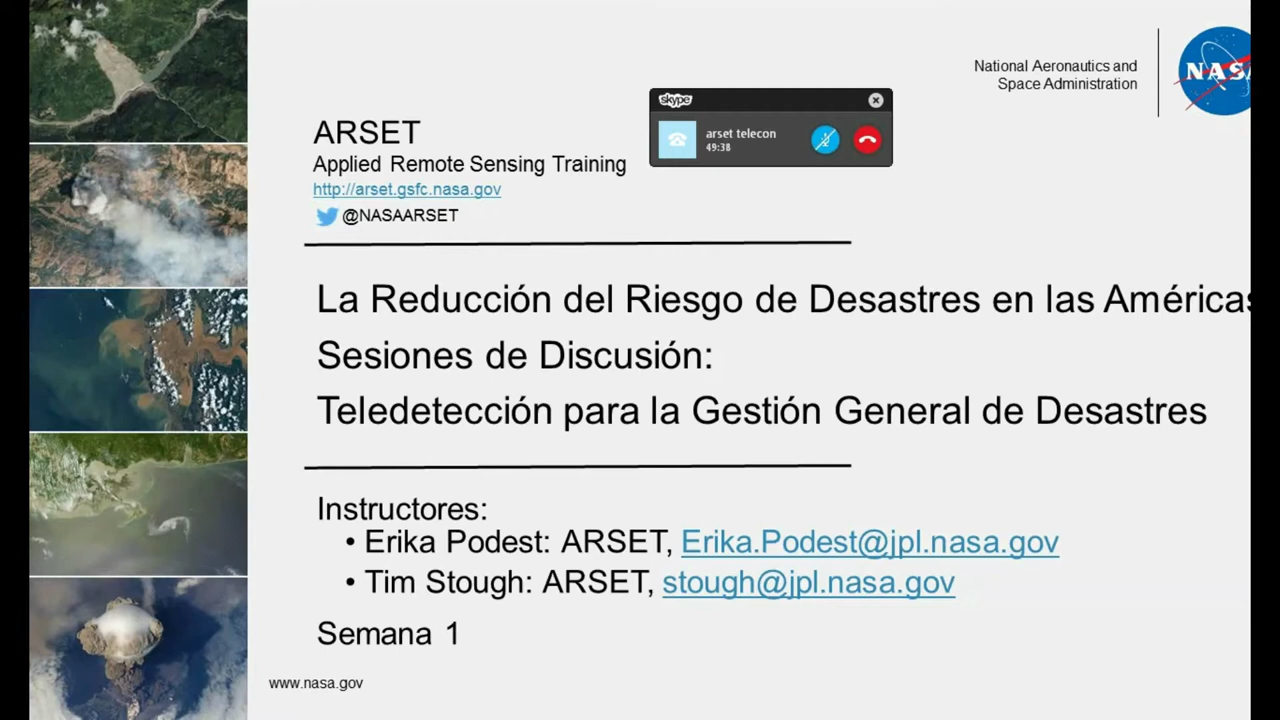 National Aeronautics and
Space Administration
NASA
skype
arset telecon
49:38
ARSET
Applied Remote Sensing Training
http://arset.gsfc.nasa.gov
@NASAARSET
La Reducción del Riesgo de Desastres en las Américas
Sesiones de Discusión:
Teledetección para la Gestión General de Desastres
Instructores:
• Erika Podest: ARSET, Erika.Podest@jpl.nasa.gov
• Tim Stough: ARSET, stough@jpl.nasa.gov
Semana 1
www.nasa.gov